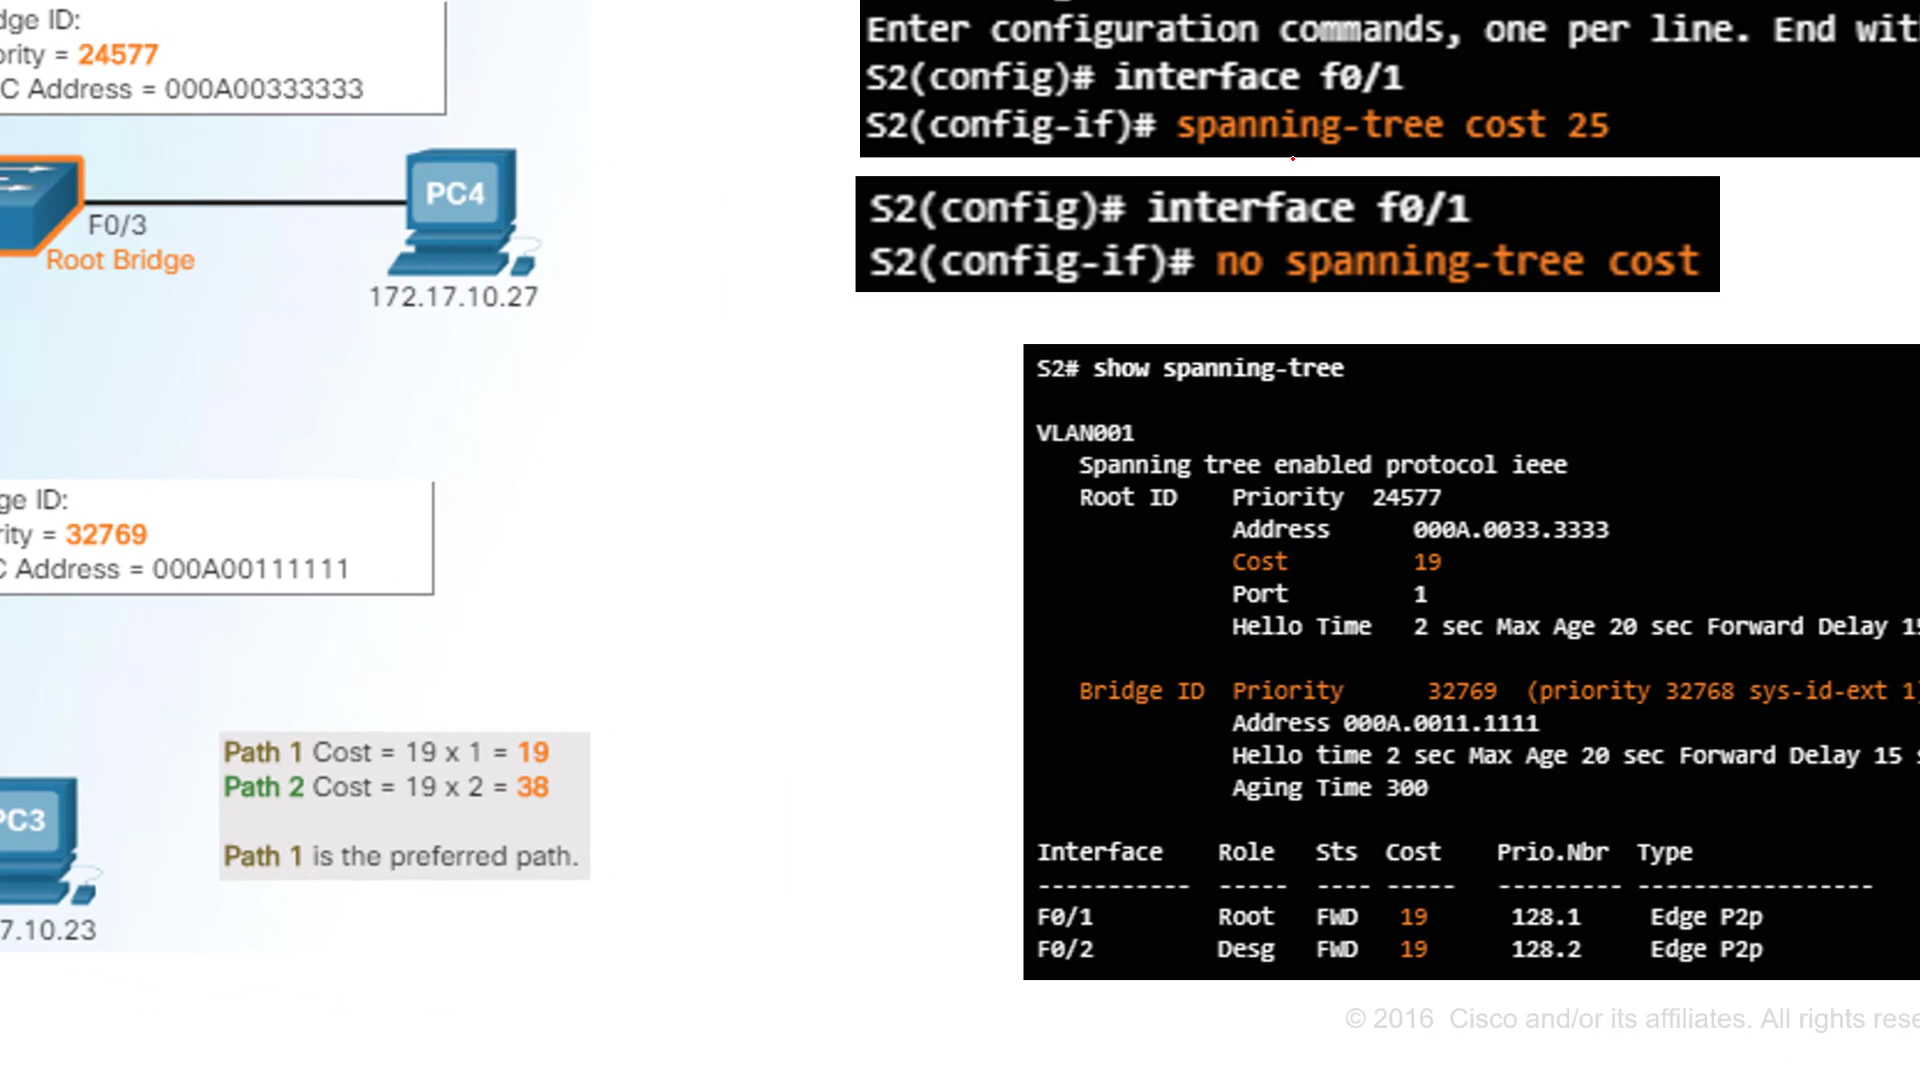 dge ID:
ority = 24577
C Address = 000A00333333
F0/3
Root Bridge
PC4
172.17.10.27
ge ID:
rity = 32769
C Address = 000A00111111
Path 1 Cost = 19 x 1 = 19
Path 2 Cost = 19 x 2 = 38
Path 1 is the preferred path.
PC3
7.10.23
Enter configuration commands, one per line. End wit
S2(config)# interface f0/1
S2(config-if)# spanning-tree cost 25
S2(config)# interface f0/1
S2(config-if)# no spanning-tree cost
S2# show spanning-tree
VLAN001
Spanning tree enabled protocol ieee
Root ID Priority 24577
Address 000A.0033.3333
Cost 19
Port 1
Hello Time 2 sec Max Age 20 sec Forward Delay 15
Bridge ID Priority 32769 (priority 32768 sys-id-ext 1)
Address 000A.0011.1111
Hello time 2 sec Max Age 20 sec Forward Delay 15 s
Aging Time 300
Interface Role Sts Cost Prio.Nbr Type
----------- ----- ---- ----- --------- -----------------
F0/1 Root FWD 19 128.1 Edge P2p
F0/2 Desg FWD 19 128.2 Edge P2p
© 2016 Cisco and/or its affiliates. All rights rese